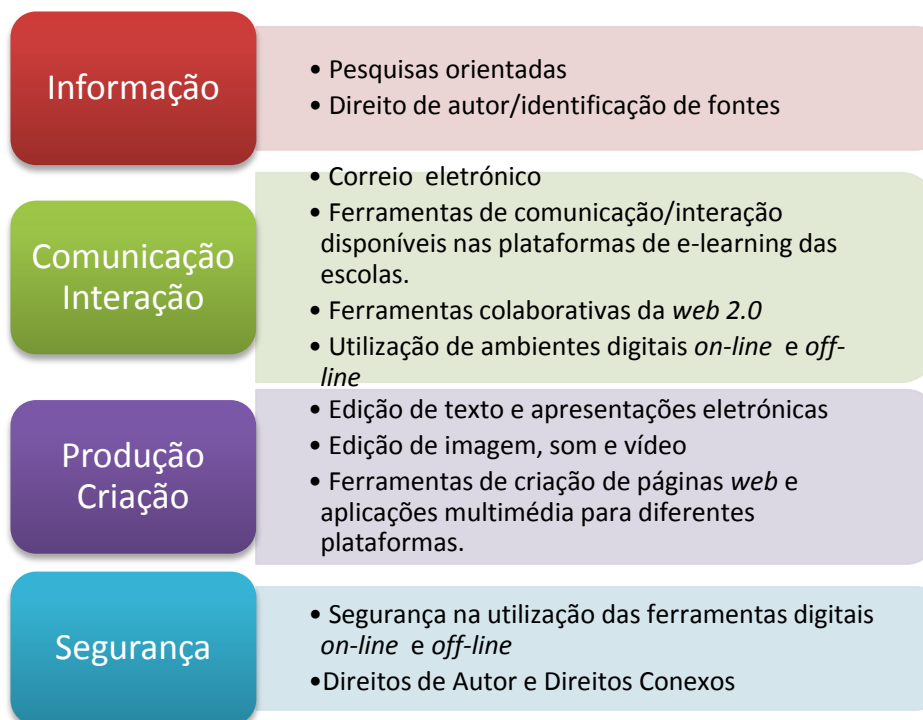 Informação
• Pesquisas orientadas
• Direito de autor/identificação de fontes
Comunicação
Interação
• Correio eletrónico
• Ferramentas de comunicação/interação
disponíveis nas plataformas de e-learning das
escolas.
• Ferramentas colaborativas da web 2.0
• Utilização de ambientes digitais on-line e off-
line
Produção
Criação
• Edição de texto e apresentações eletrónicas
• Edição de imagem, som e vídeo
• Ferramentas de criação de páginas web e
aplicações multimédia para diferentes
plataformas.
Segurança
• Segurança na utilização das ferramentas digitais
on-line e off-line
•Direitos de Autor e Direitos Conexos